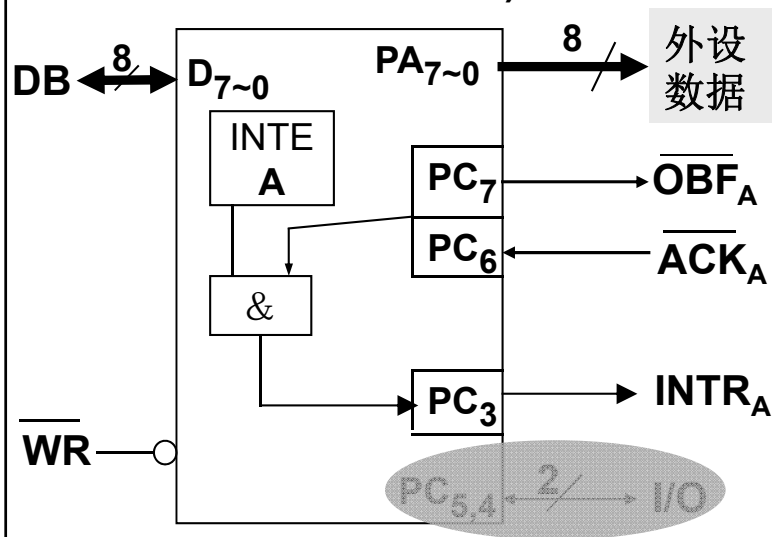 DB
8
D7~0
PA7~0
8
外设
数据
INTE
A
PC7
OBFA
PC6
ACKA
&
PC3
INTRA
WR
PC5,4
2
I/O